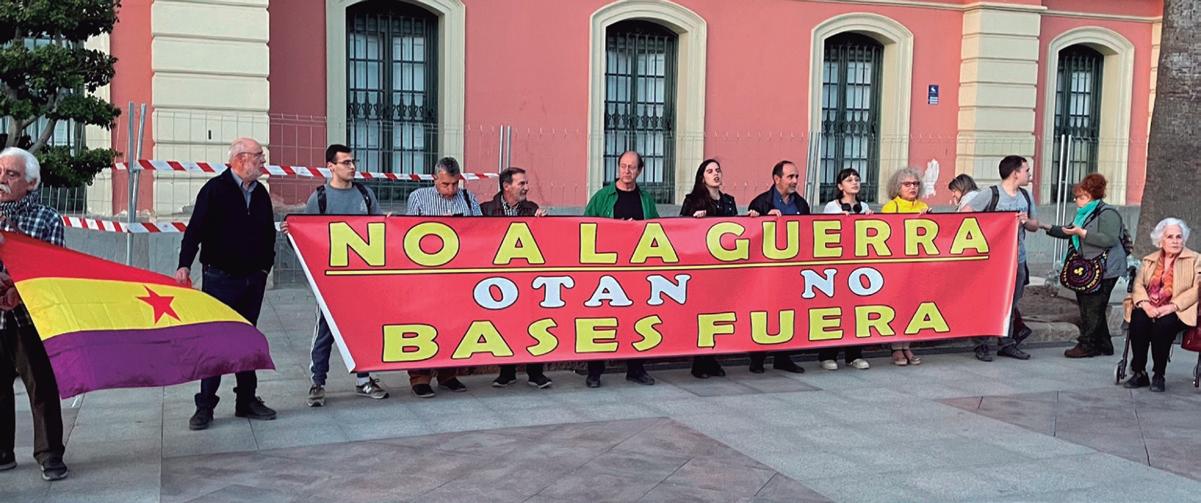 NO A LA GUERRA
OTAN NO
BASES FUERA